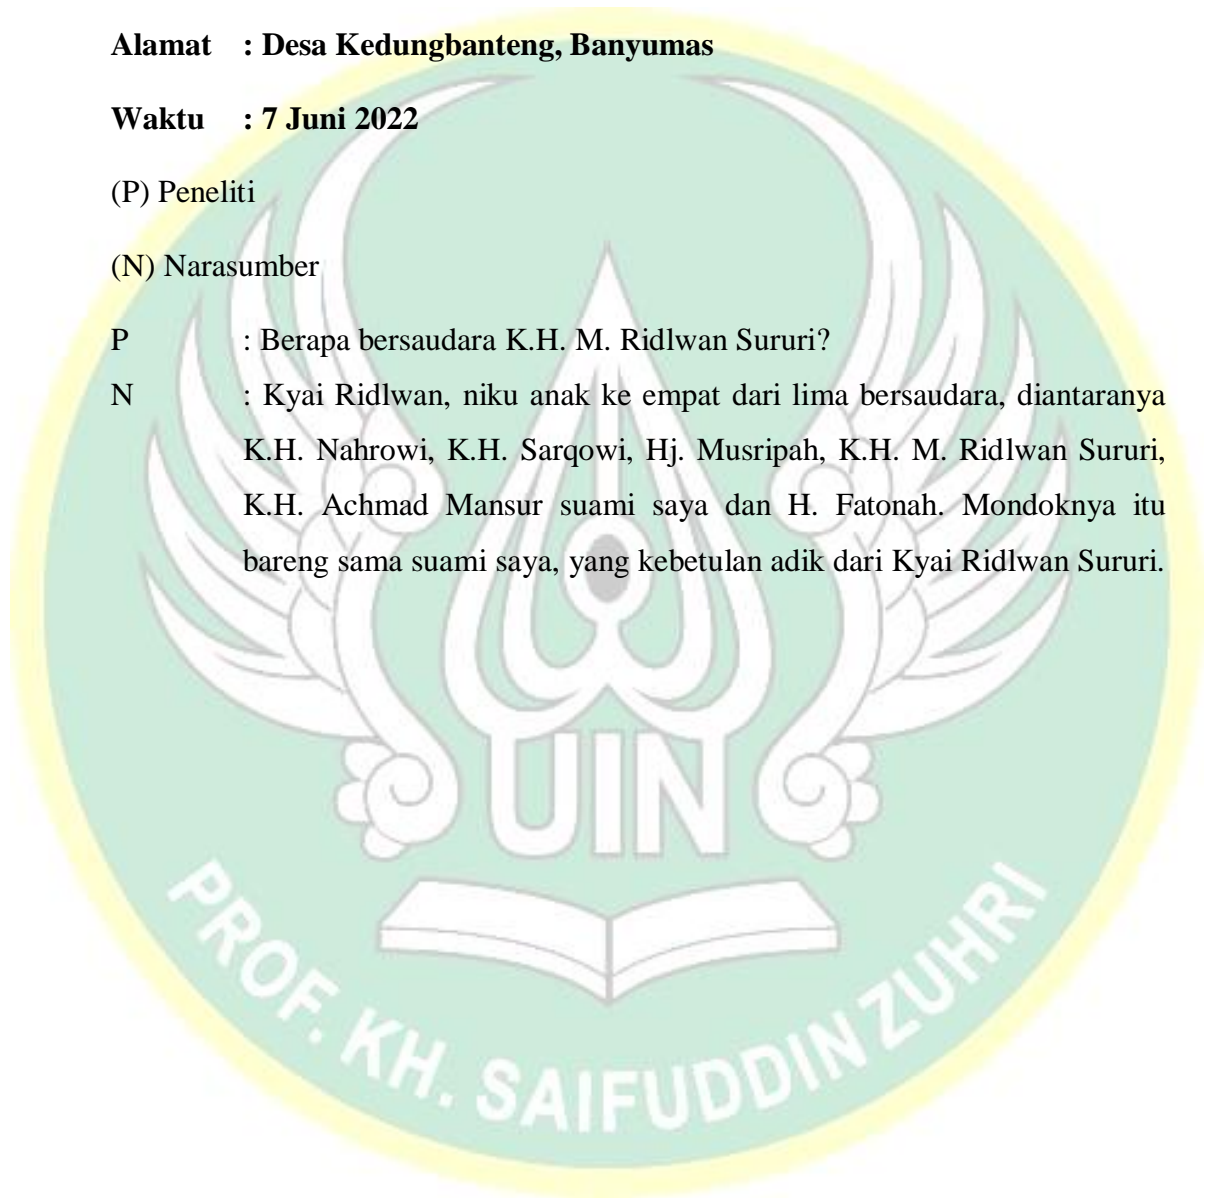 Alamat : Desa Kedungbanteng, Banyumas
Waktu : 7 Juni 2022
(P) Peneliti
(N) Narasumber
P : Berapa bersaudara K.H. M. Ridlwan Sururi?
N : Kyai Ridlwan, niku anak ke empat dari lima bersaudara, diantaranya
K.H. Nahrowi, K.H. Sarqowi, Hj. Musripah, K.H. M. Ridlwan Sururi,
K.H. Achmad Mansur suami saya dan H. Fatonah. Mondoknya itu
bareng sama suami saya, yang kebetulan adik dari Kyai Ridlwan Sururi.
UIN
PROF. KH. SAIFUDDIN ZUHRI